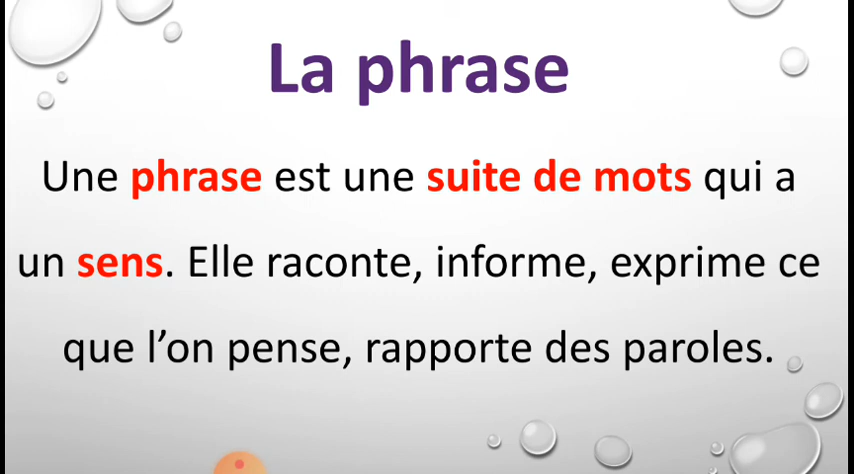 La phrase
Une phrase est une suite de mots qui a
un sens. Elle raconte, informe, exprime ce
que l’on pense, rapporte des paroles.